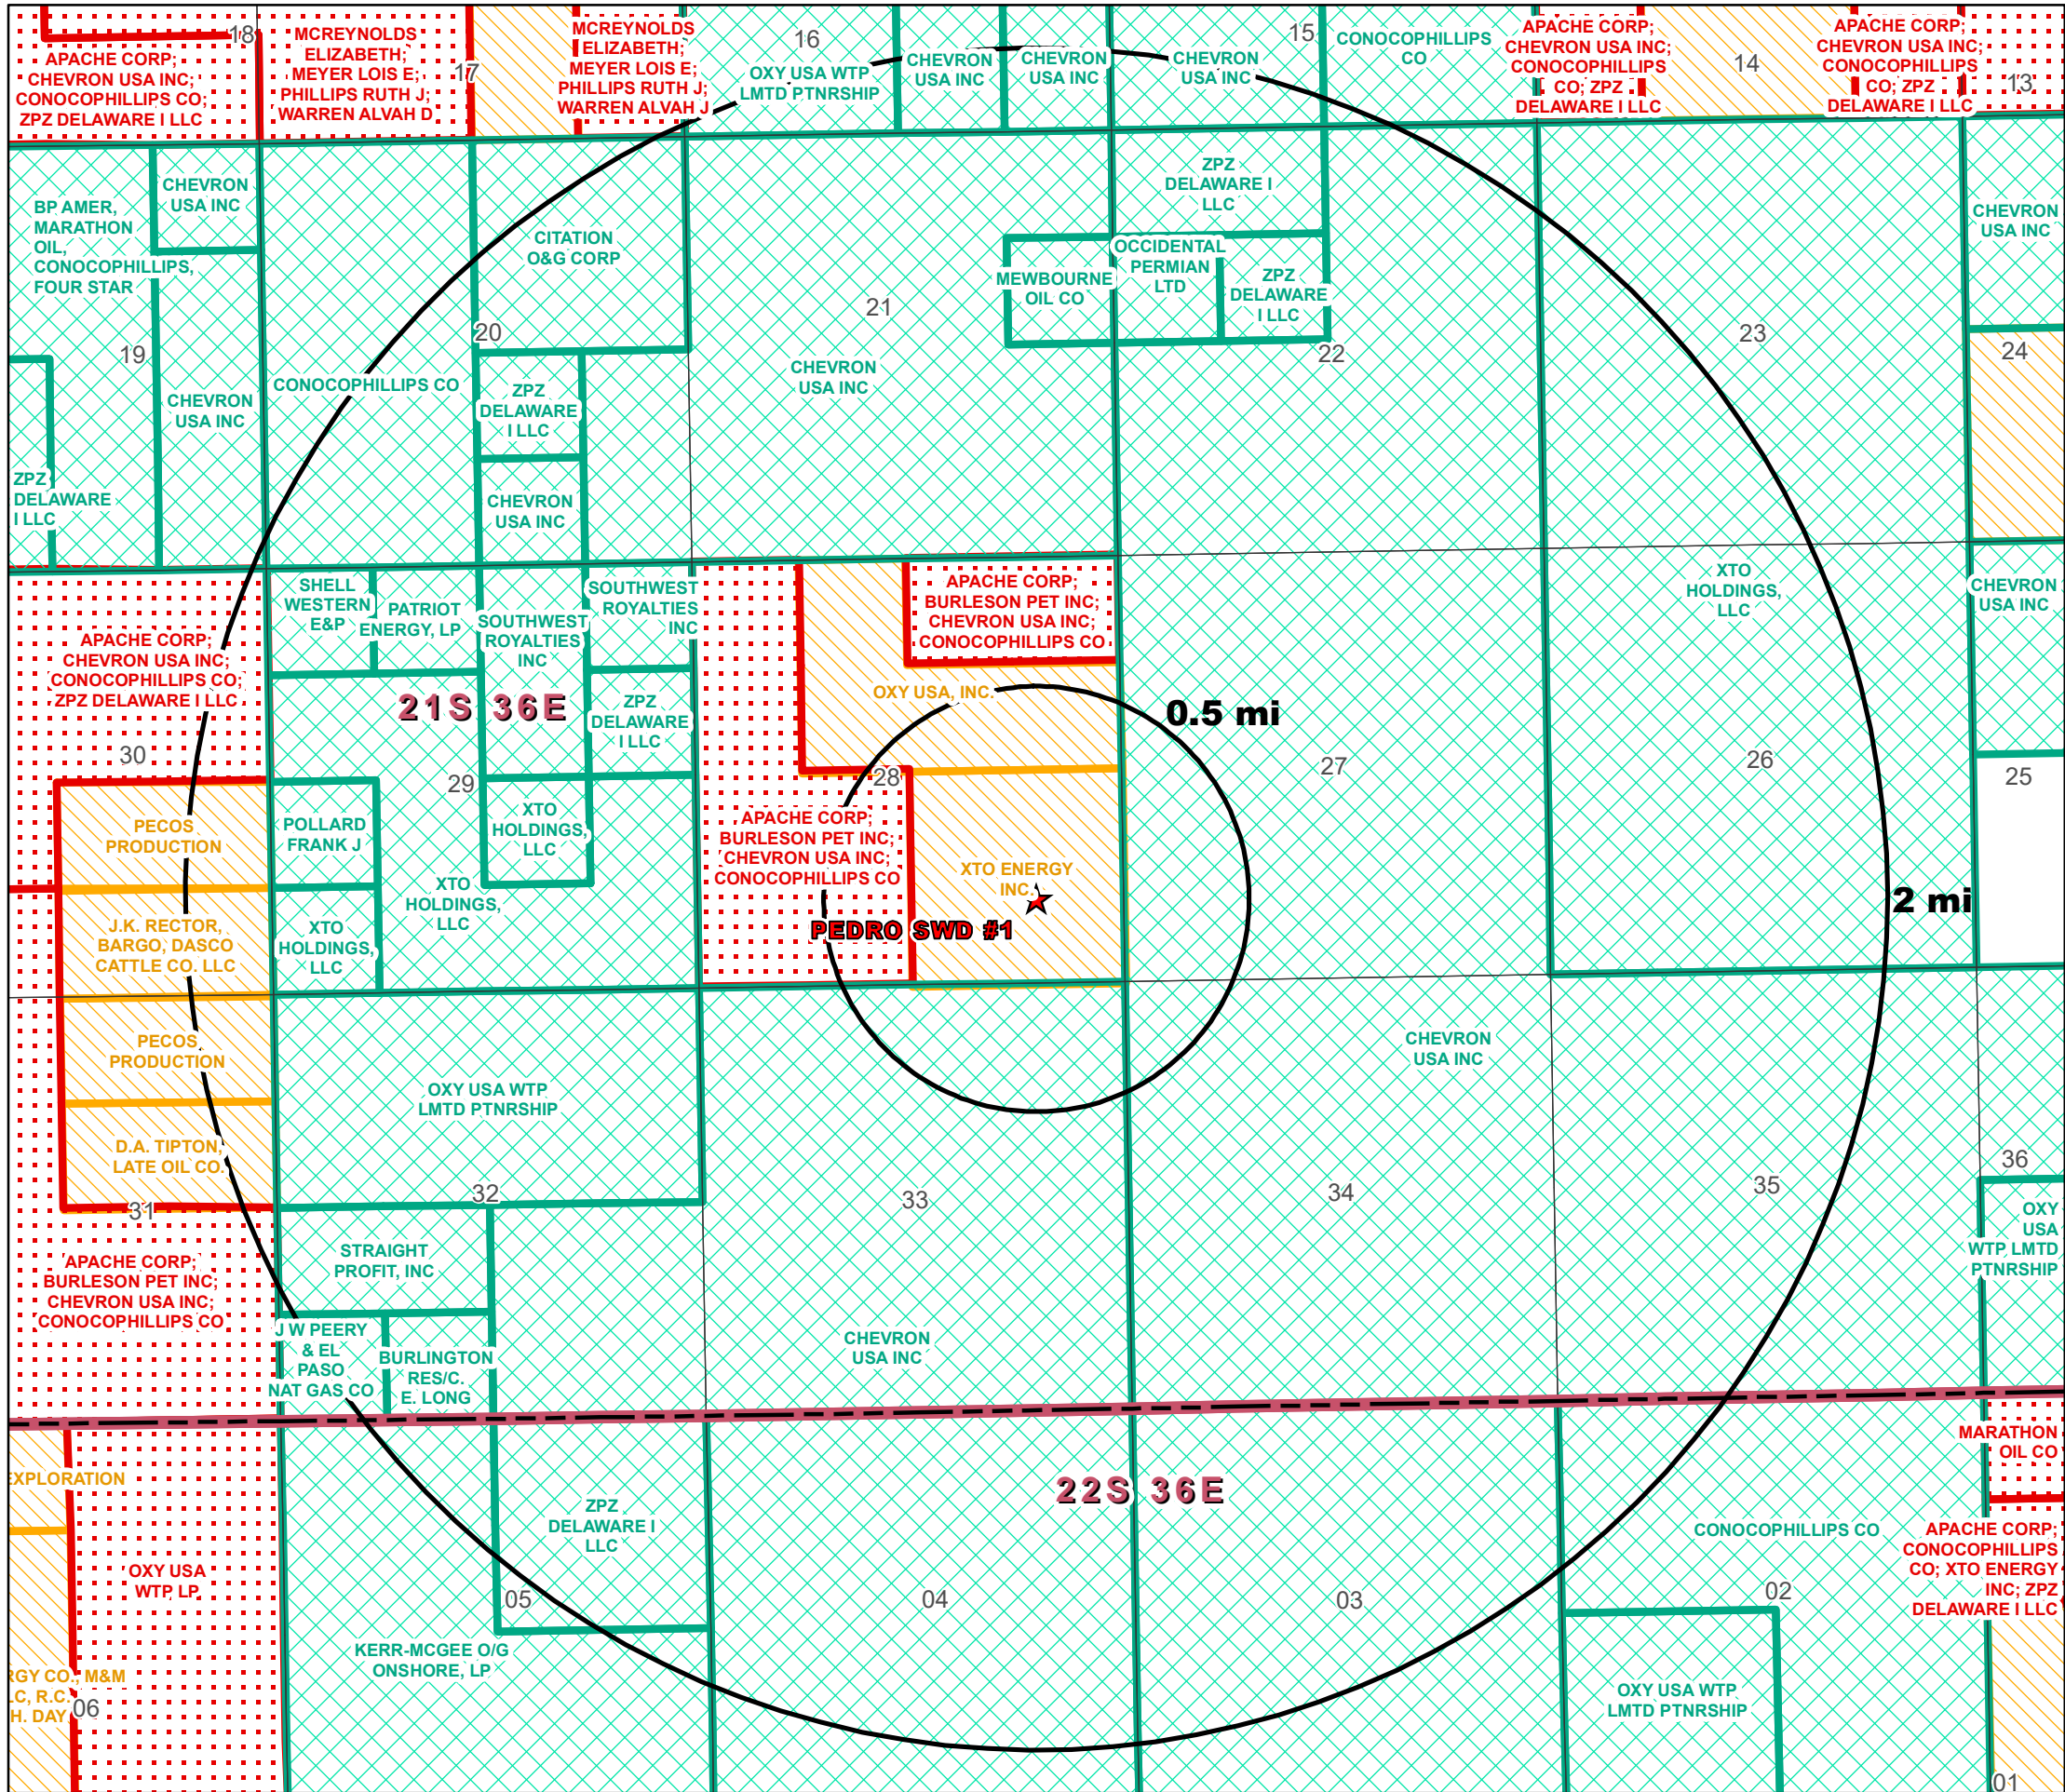 18
APACHE CORP;
CHEVRON USA INC;
CONOCOPHILLIPS CO;
ZPZ DELAWARE I LLC
MCREYNOLDS
ELIZABETH;
MEYER LOIS E;
PHILLIPS RUTH J;
WARREN ALVAH D
17
MCREYNOLDS
ELIZABETH;
MEYER LOIS E;
PHILLIPS RUTH J;
WARREN ALVAH J
16
OXY USA WTP
LMTD PTNRSHIP
CHEVRON
USA INC
CHEVRON
USA INC
CHEVRON
USA INC
15
CONOCOPHILLIPS
CO
APACHE CORP;
CHEVRON USA INC;
CONOCOPHILLIPS
CO; ZPZ
DELAWARE I LLC
14
APACHE CORP;
CHEVRON USA INC;
CONOCOPHILLIPS
CO; ZPZ
DELAWARE I LLC
13
BP AMER,
MARATHON
OIL,
CONOCOPHILLIPS,
FOUR STAR
CHEVRON
USA INC
19
CHEVRON
USA INC
ZPZ
DELAWARE
I LLC
CONOCOPHILLIPS CO
CITATION
O&G CORP
20
ZPZ
DELAWARE
I LLC
CHEVRON
USA INC
21
CHEVRON
USA INC
MEWBOURNE
OIL CO
ZPZ
DELAWARE I
LLC
OCCIDENTAL
PERMIAN
LTD
ZPZ
DELAWARE
I LLC
22
23
CHEVRON
USA INC
24
APACHE CORP;
CHEVRON USA INC;
CONOCOPHILLIPS CO;
ZPZ DELAWARE I LLC
30
SHELL
WESTERN
E&P
PATRIOT
ENERGY, LP
SOUTHWEST
ROYALTIES
INC
SOUTHWEST
ROYALTIES
INC
21S 36E
ZPZ
DELAWARE
I LLC
29
APACHE CORP;
BURLESON PET INC;
CHEVRON USA INC;
CONOCOPHILLIPS CO
OXY USA, INC.
0.5 mi
28
27
XTO
HOLDINGS,
LLC
26
CHEVRON
USA INC
25
PECOS
PRODUCTION
POLLARD
FRANK J
XTO
HOLDINGS,
LLC
XTO
HOLDINGS,
LLC
APACHE CORP;
BURLESON PET INC;
CHEVRON USA INC;
CONOCOPHILLIPS CO
XTO ENERGY
INC.
PEDRO SWD #1
2 mi
J.K. RECTOR,
BARGO, DASCO
CATTLE CO. LLC
XTO
HOLDINGS,
LLC
PECOS
PRODUCTION
D.A. TIPTON,
LATE OIL CO.
31
OXY USA WTP
LMTD PTNRSHIP
32
33
CHEVRON
USA INC
34
35
36
OXY
USA
WTP LMTD
PTNRSHIP
APACHE CORP;
BURLESON PET INC;
CHEVRON USA INC;
CONOCOPHILLIPS CO
STRAIGHT
PROFIT, INC
J W PEERY
& EL
PASO
NAT GAS CO
BURLINGTON
RES/C.
E. LONG
CHEVRON
USA INC
EXPLORATION
OXY USA
WTP LP
RGY CO., M&M
LC, R.C.
H. DAY
06
ZPZ
DELAWARE I
LLC
05
KERR-MCGEE O/G
ONSHORE, LP
22S 36E
04
03
CONOCOPHILLIPS CO
02
OXY USA WTP
LMTD PTNRSHIP
MARATHON
OIL CO
APACHE CORP;
CONOCOPHILLIPS
CO; XTO ENERGY
INC; ZPZ
DELAWARE I LLC
01